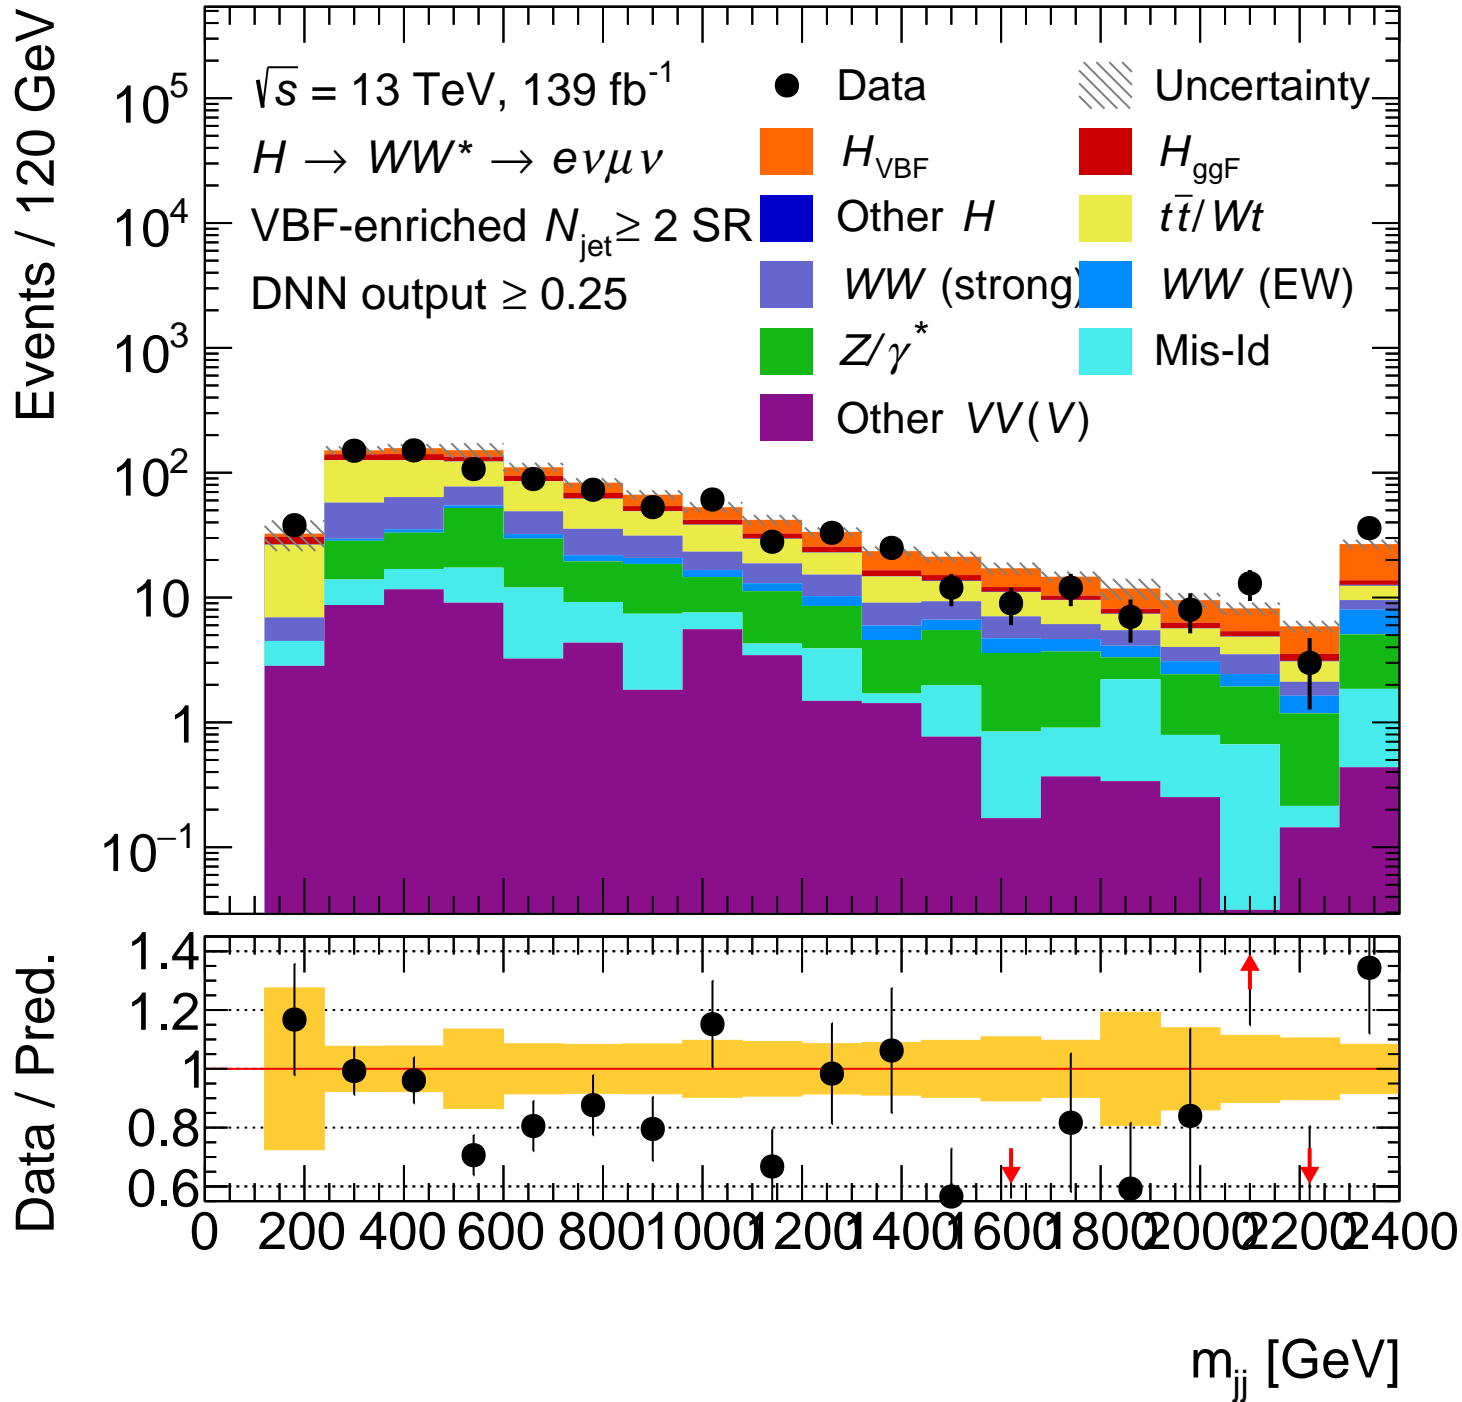 Events / 120 GeV
10⁵
10⁴
10³
10²
10
1
10⁻¹
√s = 13 TeV, 139 fb⁻¹
H → WW* → eνμν
VBF-enriched N_jet ≥ 2 SR
DNN output ≥ 0.25
Data
Uncertainty
H_VBF
H_ggF
Other H
tt̄/Wt
WW (strong)
WW (EW)
Z/γ*
Mis-Id
Other VV(V)
Data / Pred.
1.4
1.2
1
0.8
0.6
0 200 400 600 800 1000 1200 1400 1600 1800 2000 2200 2400
m_jj [GeV]